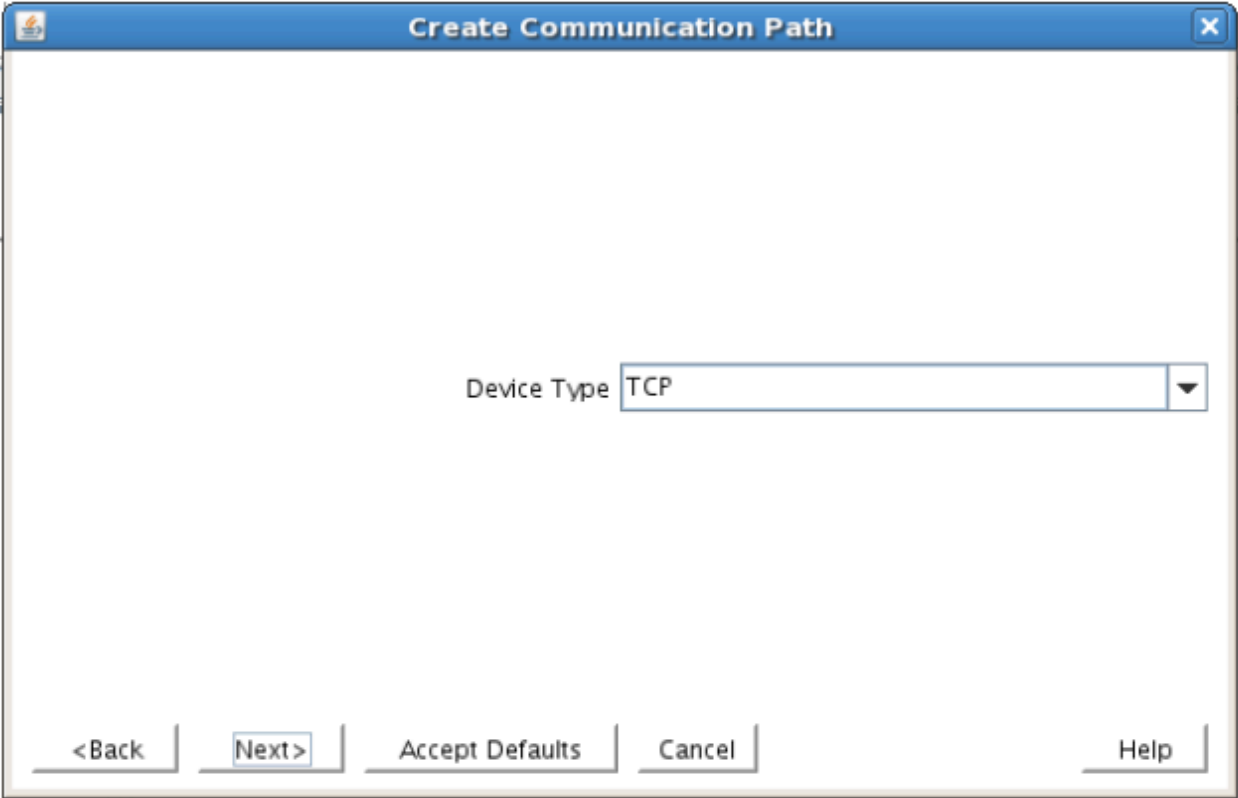 Create Communication Path
Device Type TCP
<Back Next> Accept Defaults Cancel Help